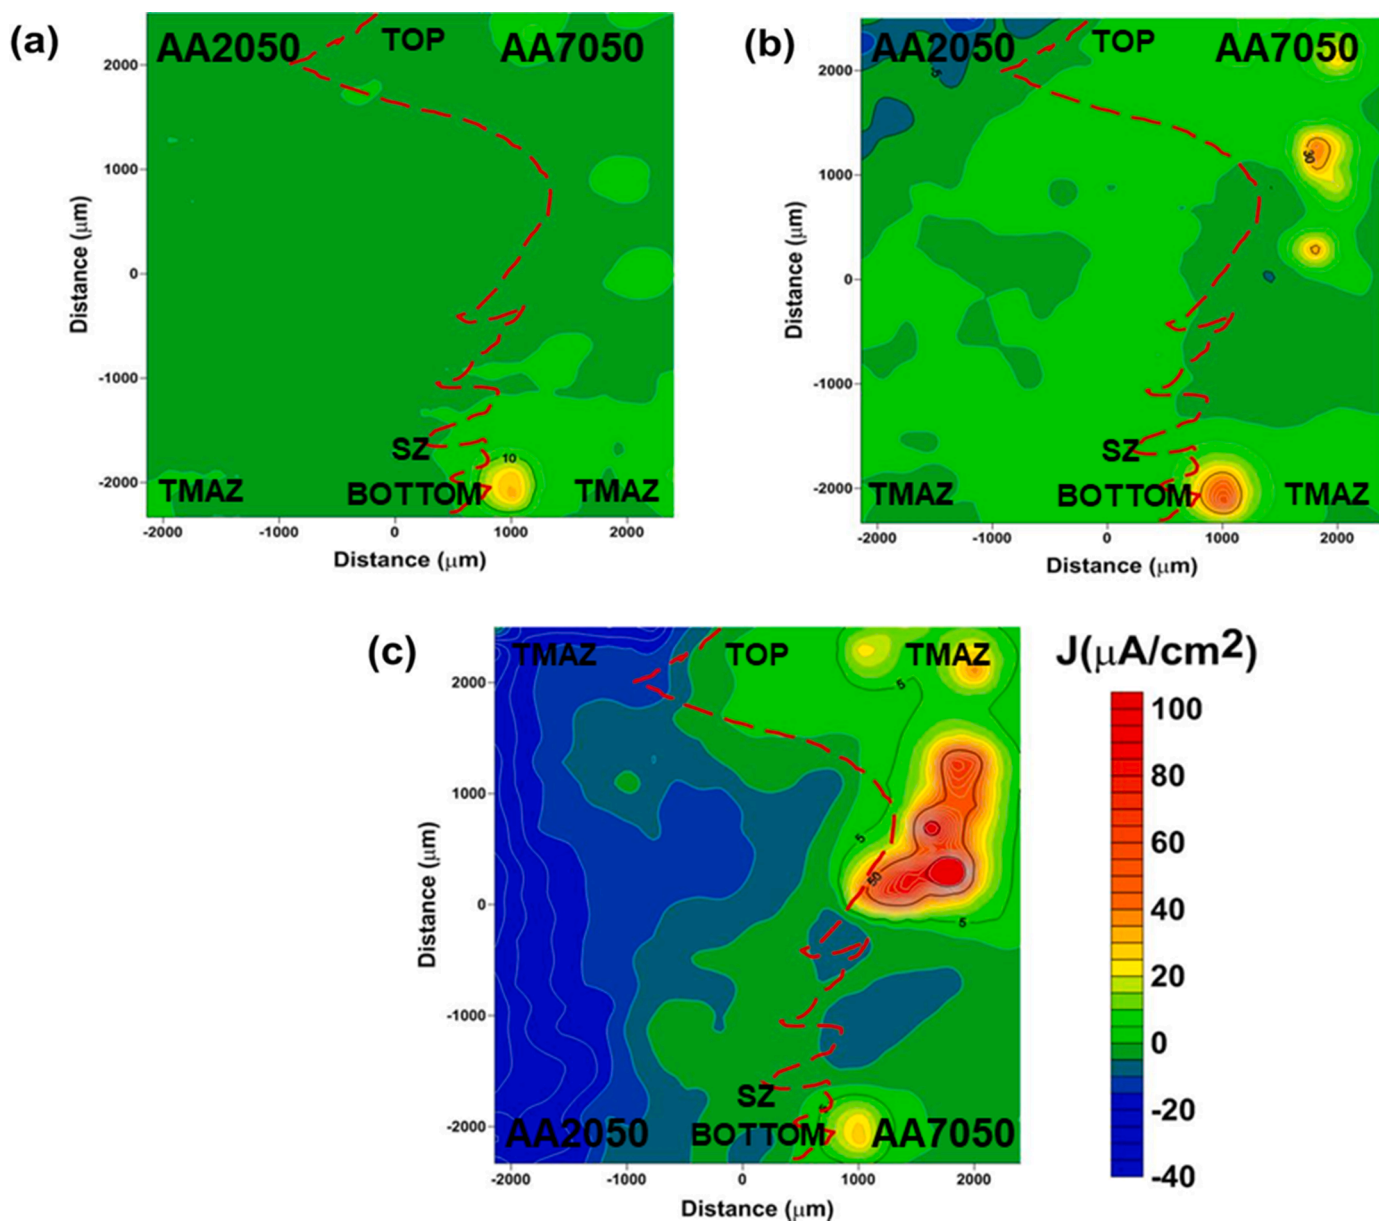 (a)
AA2050 TOP AA7050
2000
1000
0
-1000
-2000
Distance (μm)
SZ
10
TMAZ BOTTOM TMAZ
-2000 -1000 0 1000 2000
Distance (μm)
(b)
AA2050 TOP AA7050
-5
30
2000
1000
0
-1000
-2000
Distance (μm)
SZ
TMAZ BOTTOM TMAZ
-2000 -1000 0 1000 2000
Distance (μm)
(c)
TMAZ TOP TMAZ
5
2000
1000
0
-1000
-2000
Distance (μm)
5
50
5
SZ
AA2050 BOTTOM AA7050
-2000 -1000 0 1000 2000
Distance (μm)
J(μA/cm2)
100
80
60
40
20
0
-20
-40